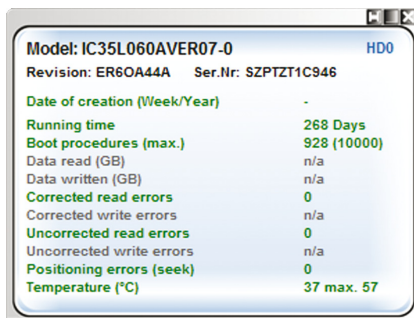 Model: IC35L060AVER07-0 HD0
Revision: ER6OA44A Ser.Nr: SZPTZT1C946
Date of creation (Week/Year) -
Running time 268 Days
Boot procedures (max.) 928 (10000)
Data read (GB) n/a
Data written (GB) n/a
Corrected read errors 0
Corrected write errors n/a
Uncorrected read errors 0
Uncorrected write errors n/a
Positioning errors (seek) 0
Temperature (°C) 37 max. 57